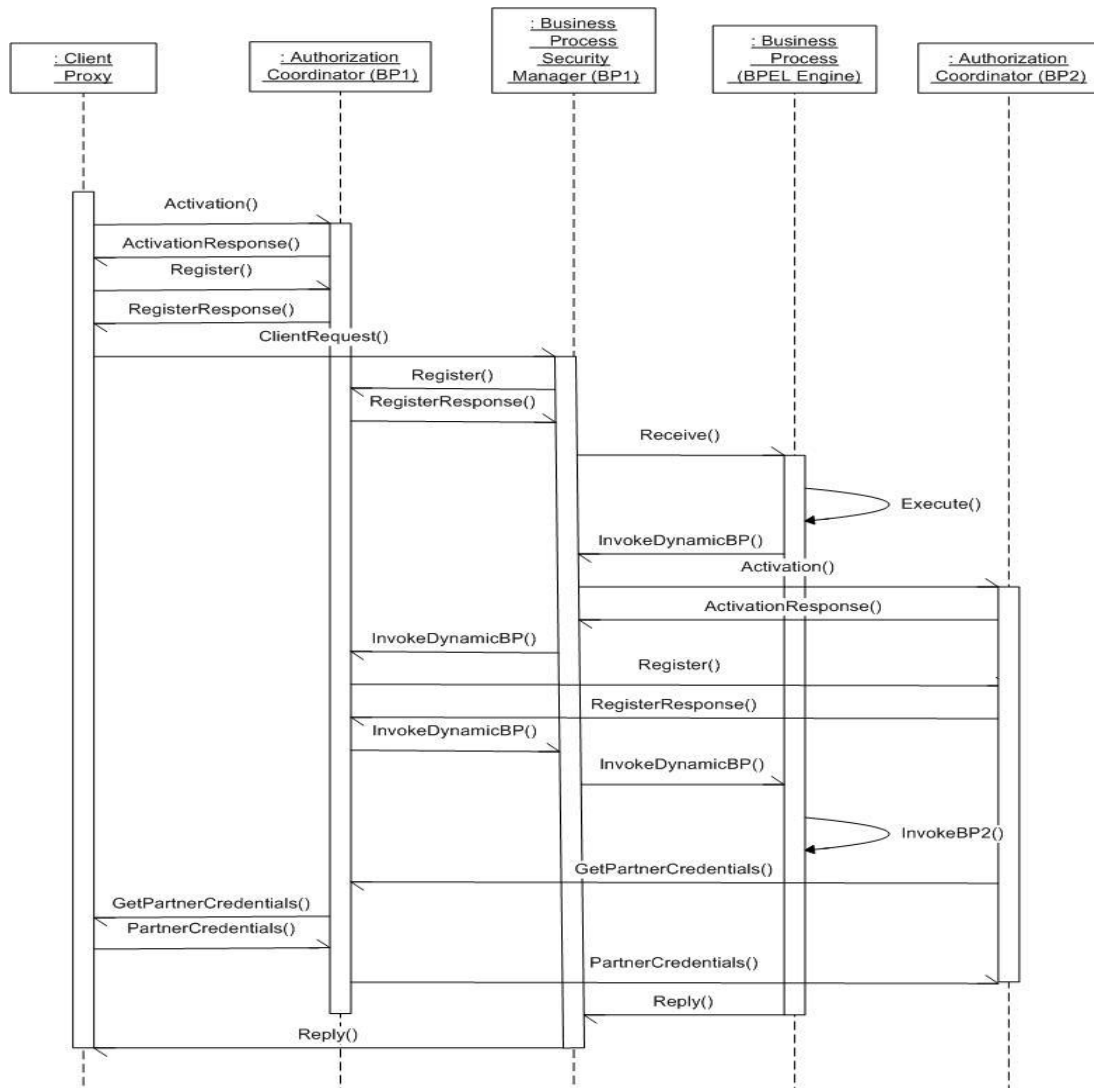 : Client
Proxy
: Authorization
Coordinator (BP1)
: Business
Process
Security
Manager (BP1)
: Business
Process
(BPEL Engine)
: Authorization
Coordinator (BP2)
Activation()
ActivationResponse()
Register()
RegisterResponse()
ClientRequest()
Register()
RegisterResponse()
Receive()
Execute()
InvokeDynamicBP()
Activation()
ActivationResponse()
InvokeDynamicBP()
Register()
RegisterResponse()
InvokeDynamicBP()
InvokeDynamicBP()
InvokeBP2()
GetPartnerCredentials()
GetPartnerCredentials()
PartnerCredentials()
PartnerCredentials()
Reply()
Reply()